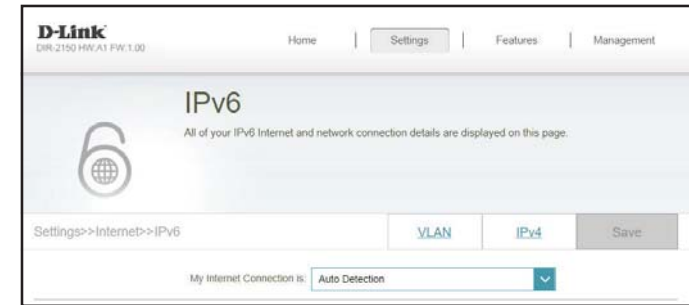 D-Link
DIR-2150 HW:A1 FW:1.00
Home | Settings | Features | Management
IPv6
All of your IPv6 Internet and network connection details are displayed on this page.
Settings>>Internet>>IPv6
VLAN
IPv4
Save
My Internet Connection is: Auto Detection